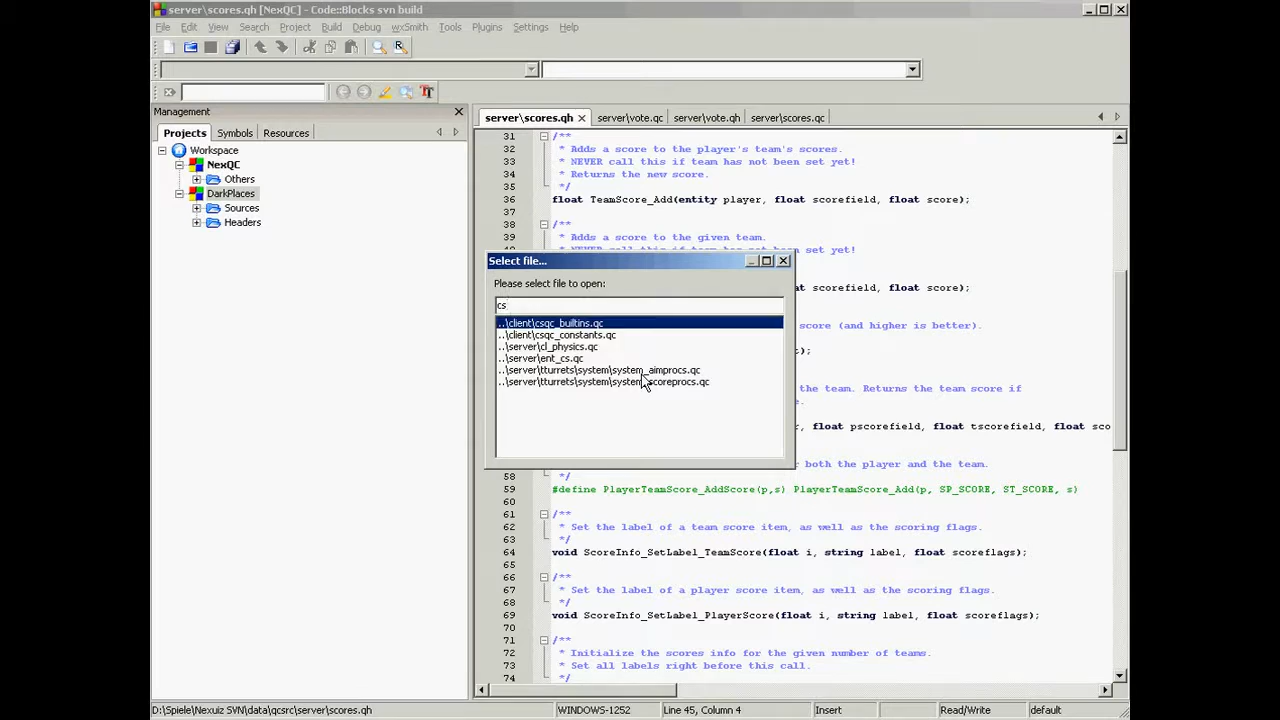 server\scores.qh [NexQC] - Code::Blocks svn build
File Edit View Search Project Build Debug wxSmith Tools Plugins Settings Help
Management
Projects Symbols Resources
Workspace
NexQC
Others
DarkPlaces
Sources
Headers
server\scores.qh server\vote.qc server\vote.qh server\scores.qc
31 /**
32 * Adds a score to the player's team's scores.
33 * NEVER call this if team has not been set yet!
34 * Returns the new score.
35 */
36 float TeamScore_Add(entity player, float scorefield, float score);
37
38 /**
39 * Adds a score to the given team.
yet!
scorefield, float score);
score (and higher is better).
);
the team. Returns the team score if
float pscorefield, float tscorefield, float sco
both the player and the team.
58 */
59 #define PlayerTeamScore_AddScore(p,s) PlayerTeamScore_Add(p, SP_SCORE, ST_SCORE, s)
60
61 /**
62 * Set the label of a team score item, as well as the scoring flags.
63 */
64 void ScoreInfo_SetLabel_TeamScore(float i, string label, float scoreflags);
65
66 /**
67 * Set the label of a player score item, as well as the scoring flags.
68 */
69 void ScoreInfo_SetLabel_PlayerScore(float i, string label, float scoreflags);
70
71 /**
72 * Initialize the scores info for the given number of teams.
73 * Set all labels right before this call.
74 */
Select file...
Please select file to open:
cs
..\client\csqc_builtins.qc
..\client\csqc_constants.qc
..\server\cl_physics.qc
..\server\ent_cs.qc
..\server\tturrets\system\system_aimprocs.qc
..\server\tturrets\system\system_scoreprocs.qc
D:\Spiele\Nexuiz SVN\data\qcsrc\server\scores.qh WINDOWS-1252 Line 45, Column 4 Insert Read/Write default